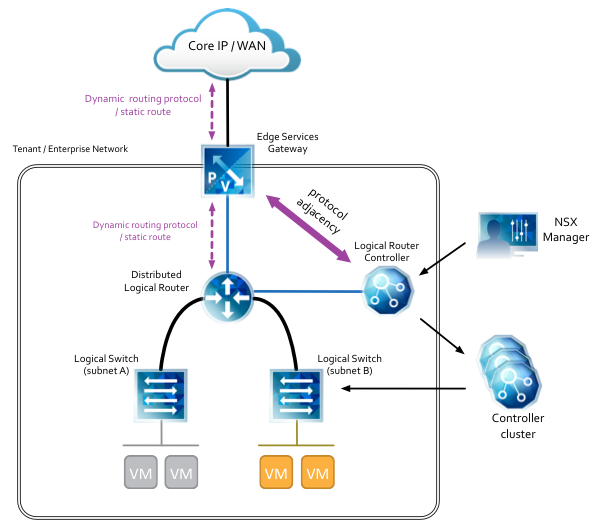 Core IP / WAN
Dynamic routing protocol
/ static route
Edge Services
Gateway
Tenant / Enterprise Network
P
V
protocol
adjacency
Dynamic routing protocol
/ static route
NSX
Manager
Logical Router
Controller
Distributed
Logical Router
Logical Switch
(subnet A)
Logical Switch
(subnet B)
Controller
cluster
VM
VM
VM
VM